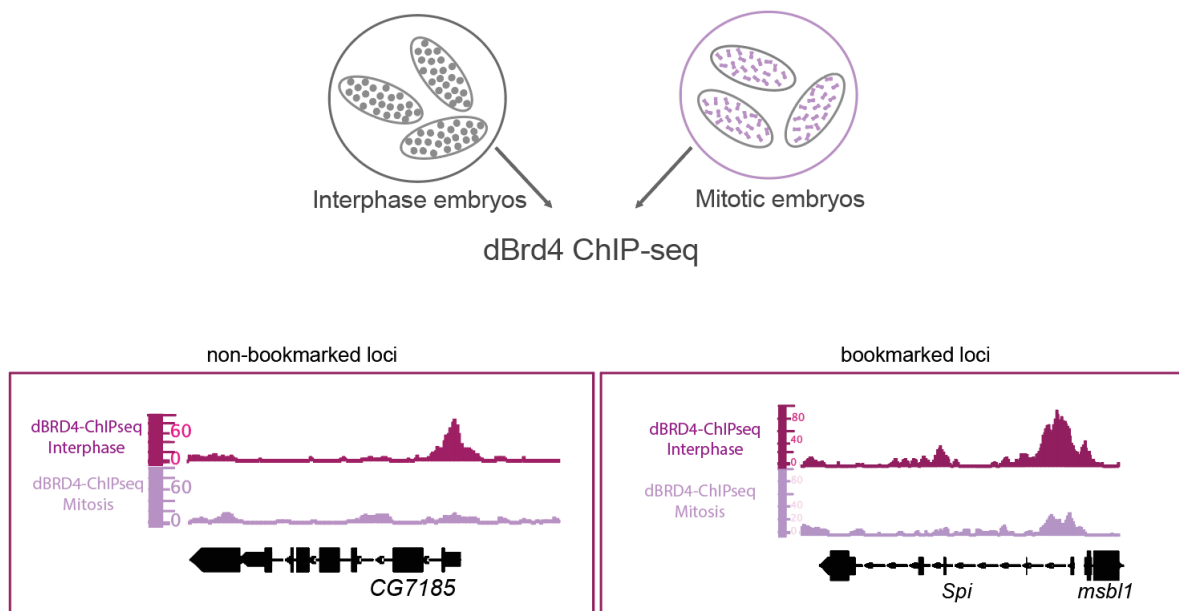 Interphase embryos
Mitotic embryos
dBrd4 ChIP-seq
non-bookmarked loci
dBRD4-ChIPseq
Interphase
60
0
dBRD4-ChIPseq
Mitosis
60
0
CG7185
bookmarked loci
dBRD4-ChIPseq
Interphase
80
40
0
dBRD4-ChIPseq
Mitosis
80
40
0
Spi
msbl1